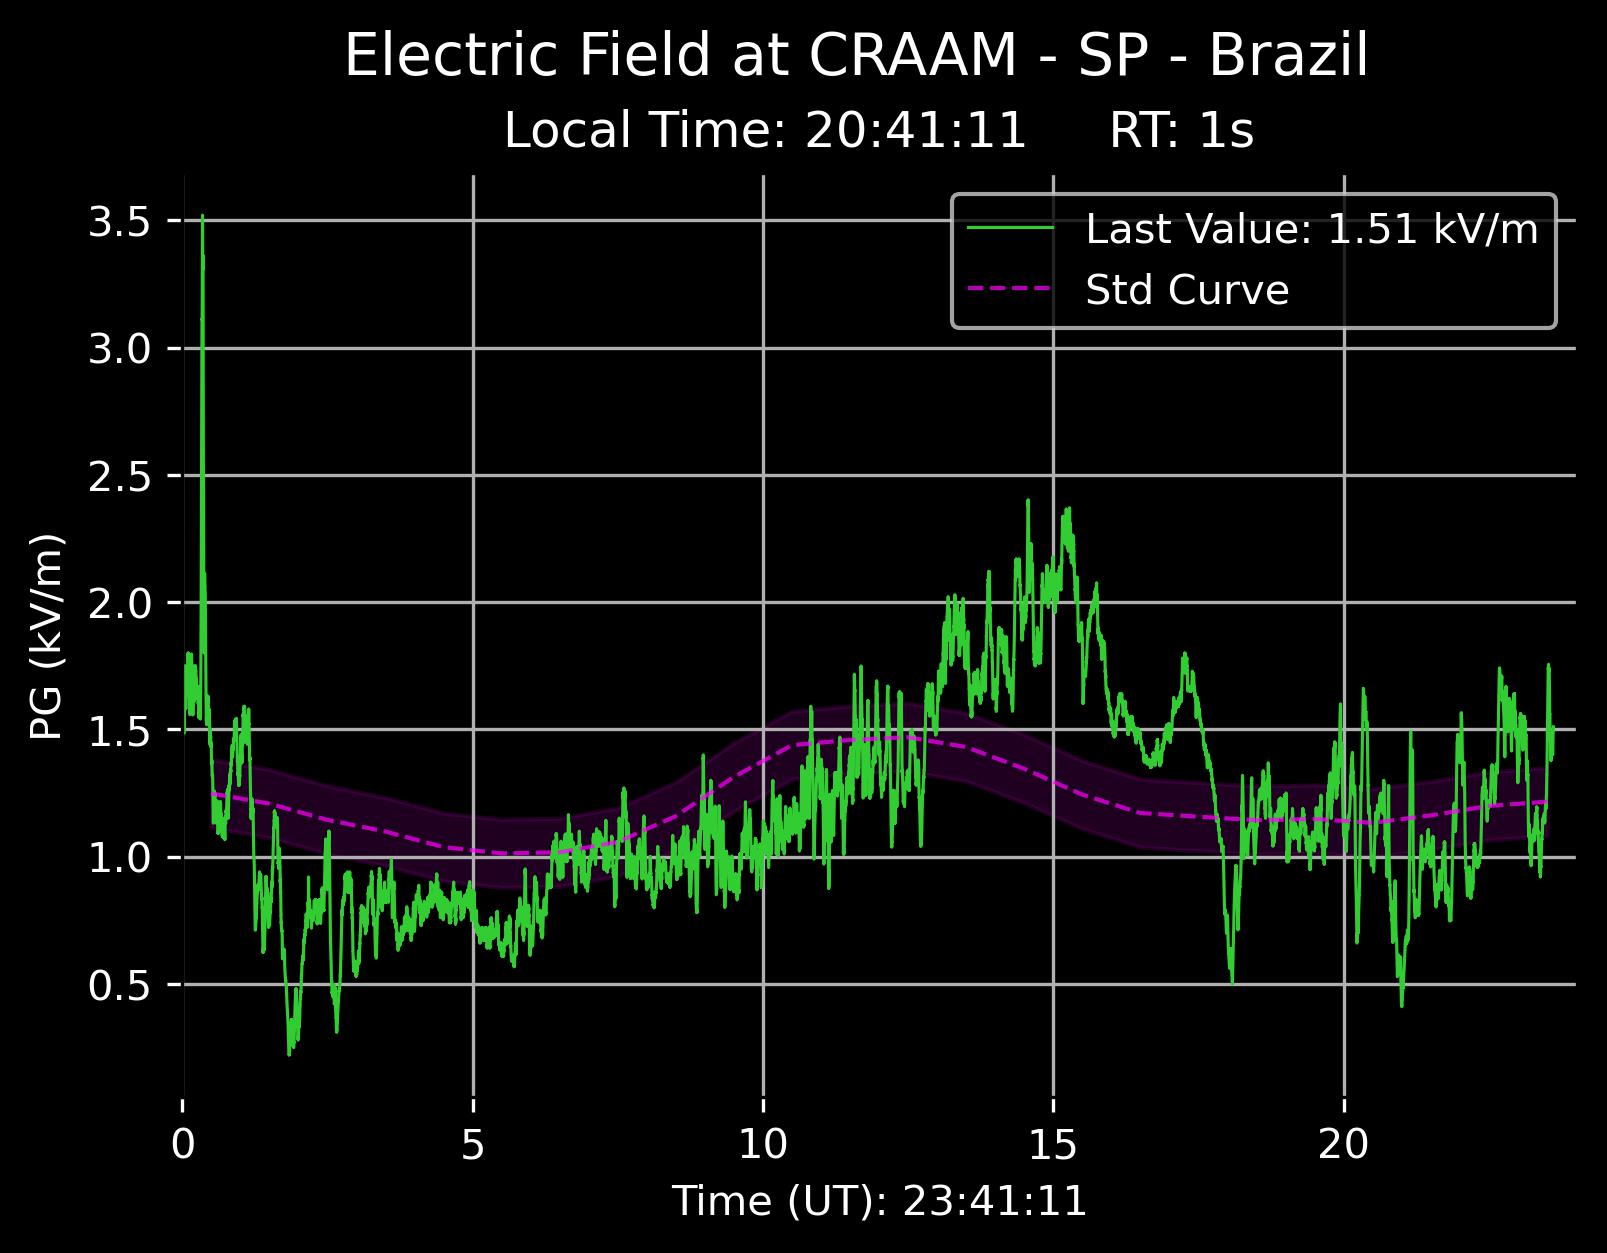 Electric Field at CRAAM - SP - Brazil
Local Time: 20:41:11 RT: 1s
Last Value: 1.51 kV/m
Std Curve
PG (kV/m)
3.5
3.0
2.5
2.0
1.5
1.0
0.5
0 5 10 15 20
Time (UT): 23:41:11